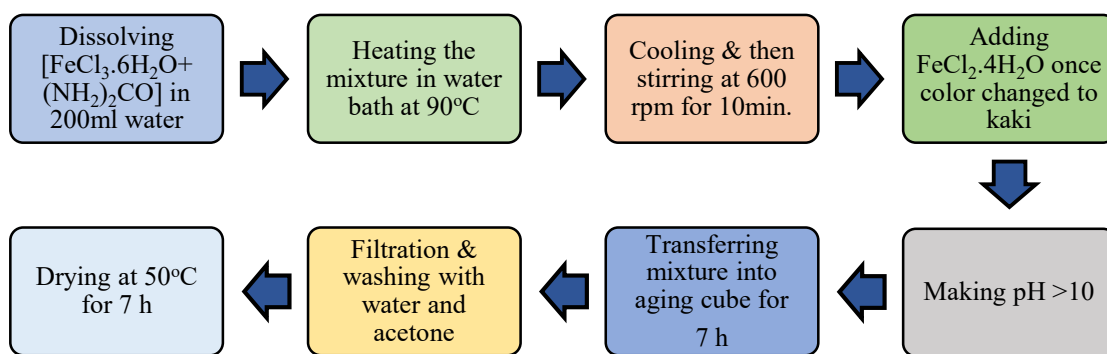 Dissolving
[FeCl₃.6H₂O+
(NH₂)₂CO] in
200ml water
Heating the
mixture in water
bath at 90°C
Cooling & then
stirring at 600
rpm for 10min.
Adding
FeCl₂.4H₂O once
color changed to
kaki
Making pH >10
Transferring
mixture into
aging cube for
7 h
Filtration &
washing with
water and
acetone
Drying at 50°C
for 7 h